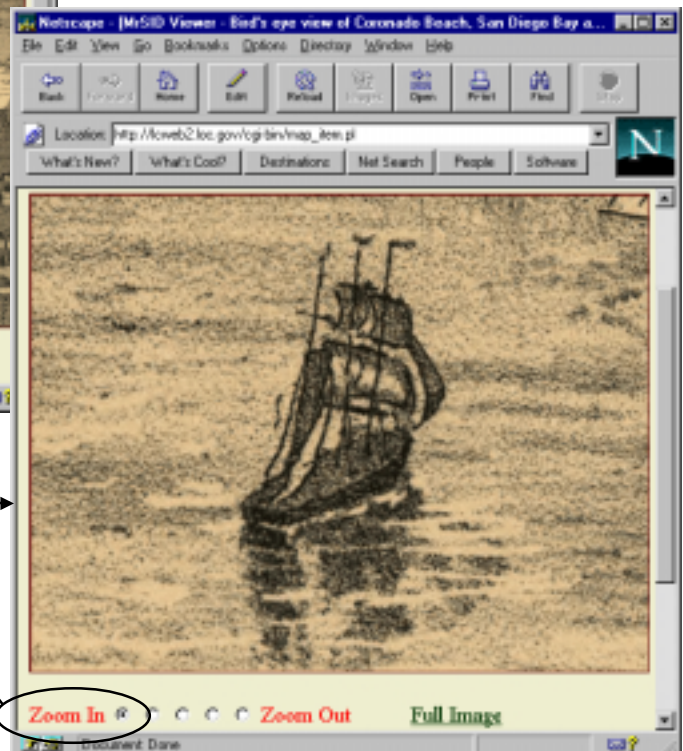 Netscape - [MrSID Viewer - Bird's eye view of Coronado Beach, San Diego Bay a...
File Edit View Go Bookmarks Options Directory Window Help
Back Forward Home Edit Reload Images Open Print Find Stop
Location: http://lcweb2.loc.gov/cgi-bin/map_item.pl
What's New? What's Cool? Destinations Net Search People Software
N
Zoom In Zoom Out Full Image
Document: Done